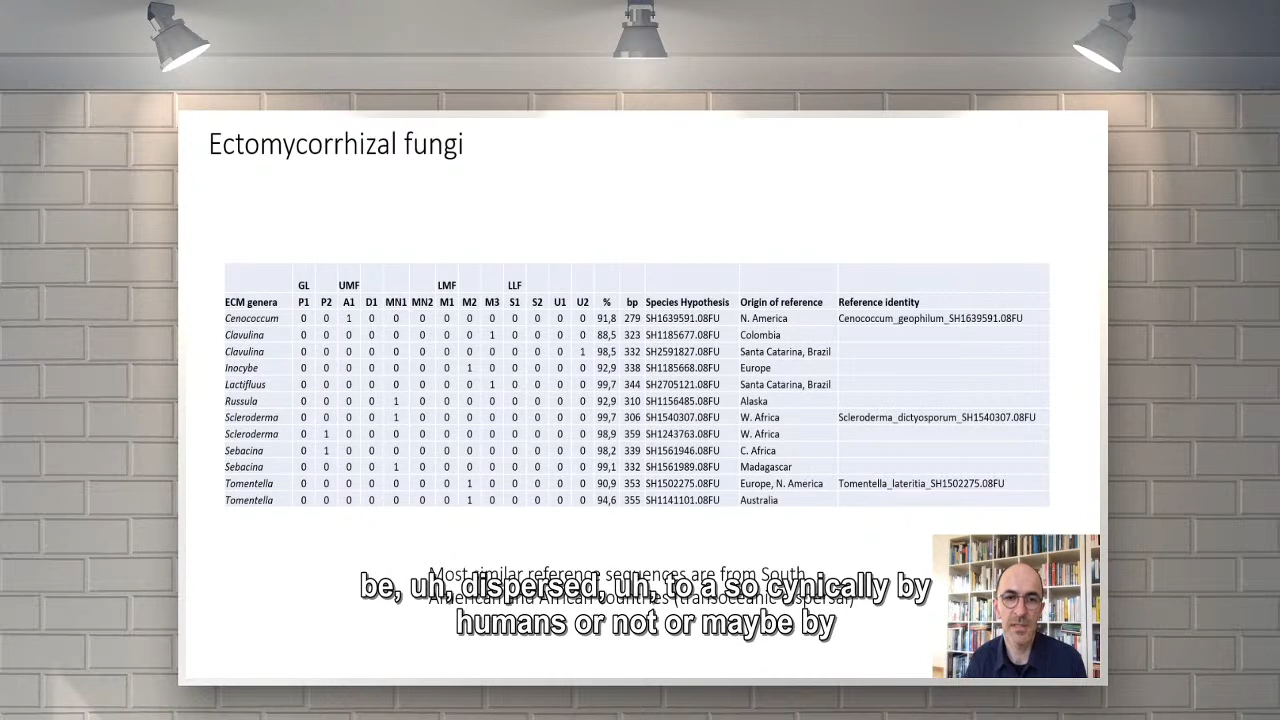 Ectomycorrhizal fungi
GL UMF LMF LLF
ECM genera P1 P2 A1 D1 MN1 MN2 M1 M2 M3 S1 S2 U1 U2 % bp Species Hypothesis Origin of reference Reference identity
Cenococcum 0 0 1 0 0 0 0 0 0 0 0 0 0 91,8 279 SH1639591.08FU N. America Cenococcum_geophilum_SH1639591.08FU
Clavulina 0 0 0 0 0 0 0 0 1 0 0 0 0 88,5 323 SH1185677.08FU Colombia
Clavulina 0 0 0 0 0 0 0 0 0 0 0 0 1 98,5 332 SH2591827.08FU Santa Catarina, Brazil
Inocybe 0 0 0 0 0 0 0 1 0 0 0 0 0 92,9 338 SH1185668.08FU Europe
Lactifluus 0 0 0 0 0 0 0 0 1 0 0 0 0 99,7 344 SH2705121.08FU Santa Catarina, Brazil
Russula 0 0 0 0 1 0 0 0 0 0 0 0 0 92,9 310 SH1156485.08FU Alaska
Scleroderma 0 0 0 0 1 0 0 0 0 0 0 0 0 99,7 306 SH1540307.08FU W. Africa Scleroderma_dictyosporum_SH1540307.08FU
Scleroderma 0 1 0 0 0 0 0 0 0 0 0 0 0 98,9 359 SH1243763.08FU W. Africa
Sebacina 0 1 0 0 0 0 0 0 0 0 0 0 0 98,2 339 SH1561946.08FU C. Africa
Sebacina 0 0 0 0 1 0 0 0 0 0 0 0 0 99,1 332 SH1561989.08FU Madagascar
Tomentella 0 0 0 0 0 0 0 1 0 0 0 0 0 90,9 353 SH1502275.08FU Europe, N. America Tomentella_lateritia_SH1502275.08FU
Tomentella 0 0 0 0 0 0 0 1 0 0 0 0 0 94,6 355 SH1141101.08FU Australia
Most similar reference sequences are from South
American and African countries (transoceanic dispersal)
be, uh, dispersed, uh, to a so cynically by
humans or not or maybe by